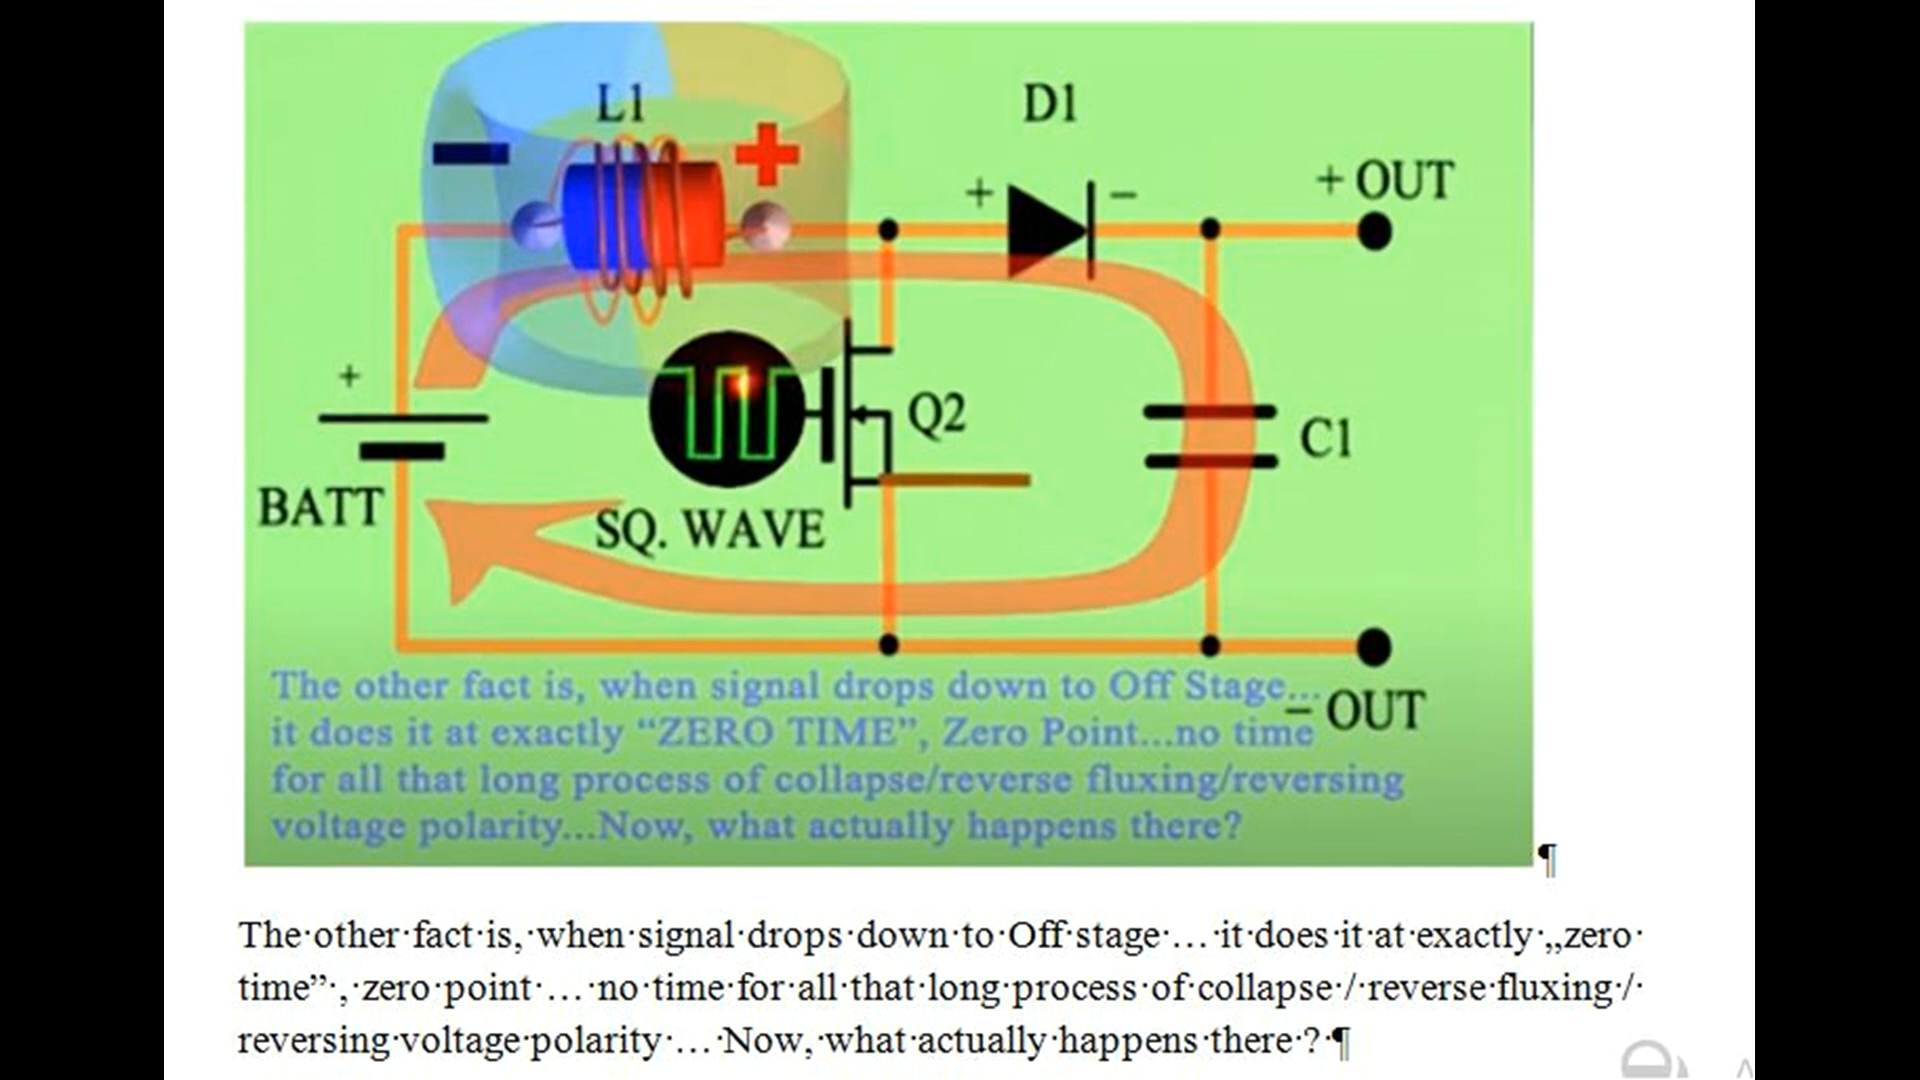 L1
D1
+ OUT
+ −
− +
+
Q2
C1
BATT
SQ. WAVE
− OUT
The other fact is, when signal drops down to Off Stage...
it does it at exactly “ZERO TIME”, Zero Point...no time
for all that long process of collapse/reverse fluxing/reversing
voltage polarity...Now, what actually happens there?
¶
The·other·fact·is,·when·signal·drops·down·to·Off·stage·…·it·does·it·at·exactly·„zero·
time”·,·zero·point·…·no·time·for·all·that·long·process·of·collapse·/·reverse·fluxing·/·
reversing·voltage·polarity·…·Now,·what·actually·happens·there·?·¶